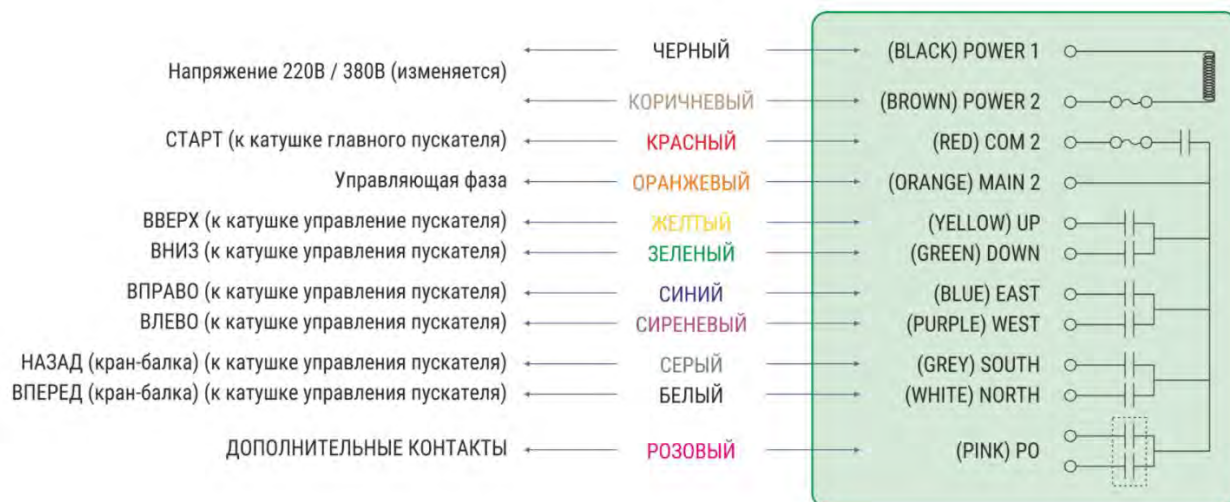 ЧЕРНЫЙ (BLACK) POWER 1
Напряжение 220В / 380В (изменяется)
КОРИЧНЕВЫЙ (BROWN) POWER 2
СТАРТ (к катушке главного пускателя) КРАСНЫЙ (RED) COM 2
Управляющая фаза ОРАНЖЕВЫЙ (ORANGE) MAIN 2
ВВЕРХ (к катушке управление пускателя) ЖЕЛТЫЙ (YELLOW) UP
ВНИЗ (к катушке управления пускателя) ЗЕЛЕНЫЙ (GREEN) DOWN
ВПРАВО (к катушке управления пускателя) СИНИЙ (BLUE) EAST
ВЛЕВО (к катушке управления пускателя) СИРЕНЕВЫЙ (PURPLE) WEST
НАЗАД (кран-балка) (к катушке управления пускателя) СЕРЫЙ (GREY) SOUTH
ВПЕРЕД (кран-балка) (к катушке управления пускателя) БЕЛЫЙ (WHITE) NORTH
ДОПОЛНИТЕЛЬНЫЕ КОНТАКТЫ РОЗОВЫЙ (PINK) PO